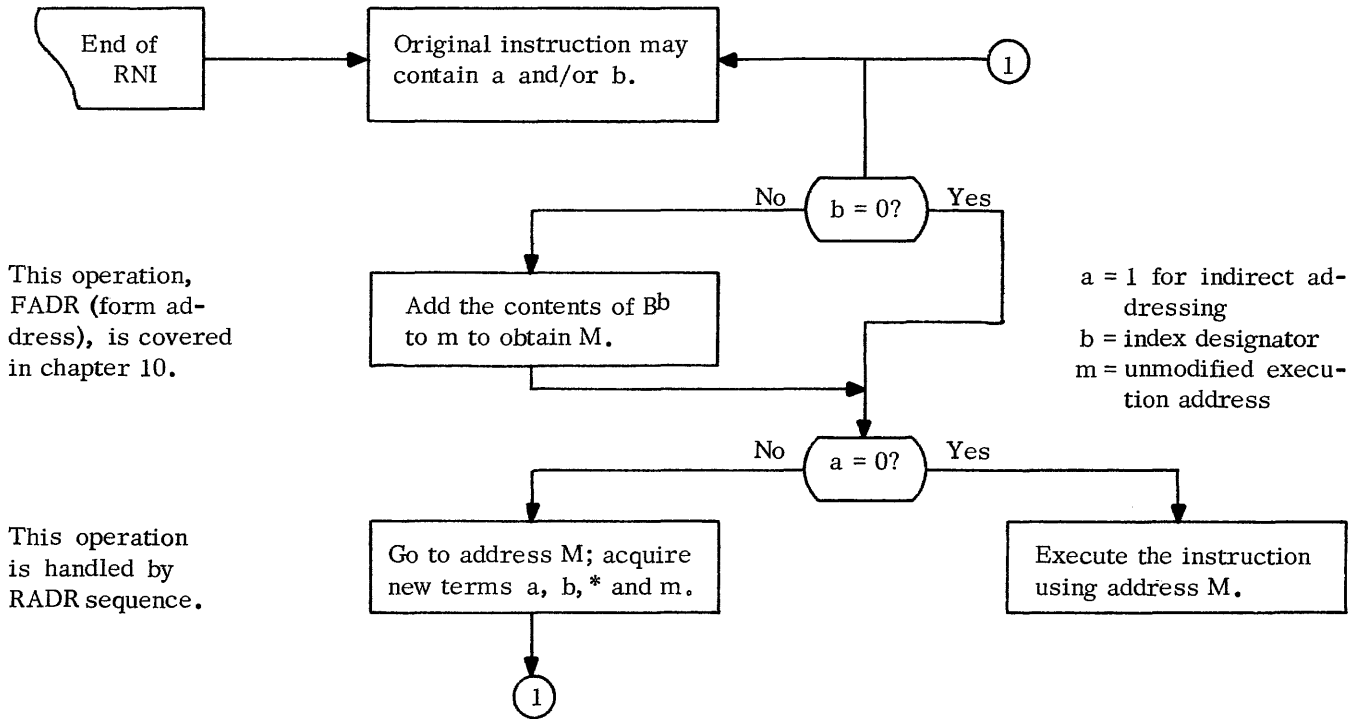 End of
RNI
Original instruction may
contain a and/or b.
1
No
b = 0?
Yes
This operation,
FADR (form ad-
dress), is covered
in chapter 10.
Add the contents of Bb
to m to obtain M.
a = 1 for indirect ad-
dressing
b = index designator
m = unmodified execu-
tion address
No
a = 0?
Yes
This operation
is handled by
RADR sequence.
Go to address M; acquire
new terms a, b,* and m.
Execute the instruction
using address M.
1